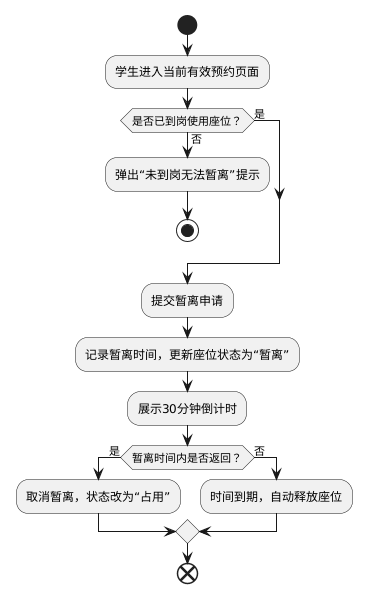 学生进入当前有效预约页面
是否已到岗使用座位？
是
否
弹出“未到岗无法暂离”提示
提交暂离申请
记录暂离时间，更新座位状态为“暂离”
展示30分钟倒计时
是
暂离时间内是否返回？
否
取消暂离，状态改为“占用”
时间到期，自动释放座位